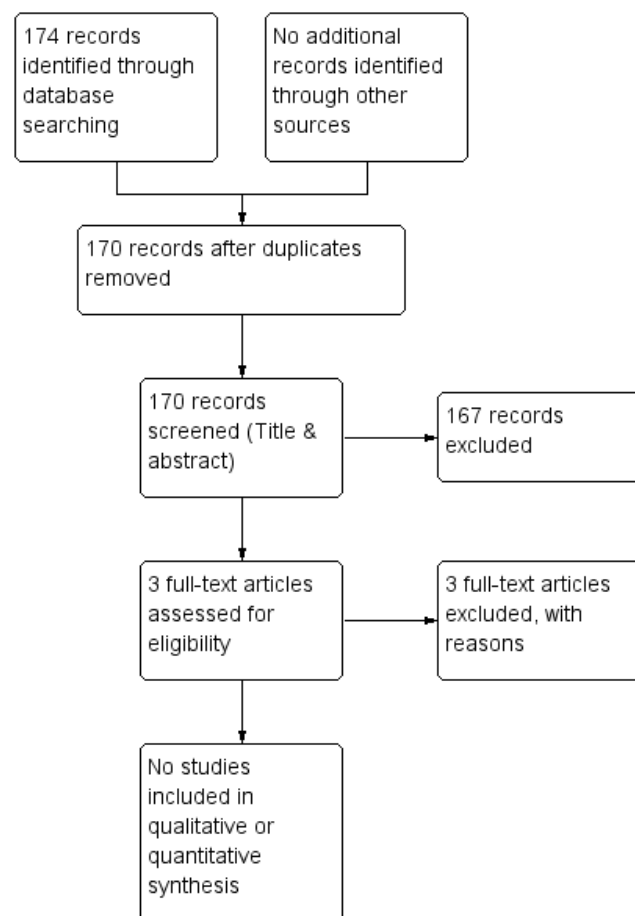 174 records
identified through
database
searching
No additional
records identified
through other
sources
170 records after duplicates
removed
170 records
screened (Title &
abstract)
167 records
excluded
3 full-text articles
assessed for
eligibility
3 full-text articles
excluded, with
reasons
No studies
included in
qualitative or
quantitative
synthesis